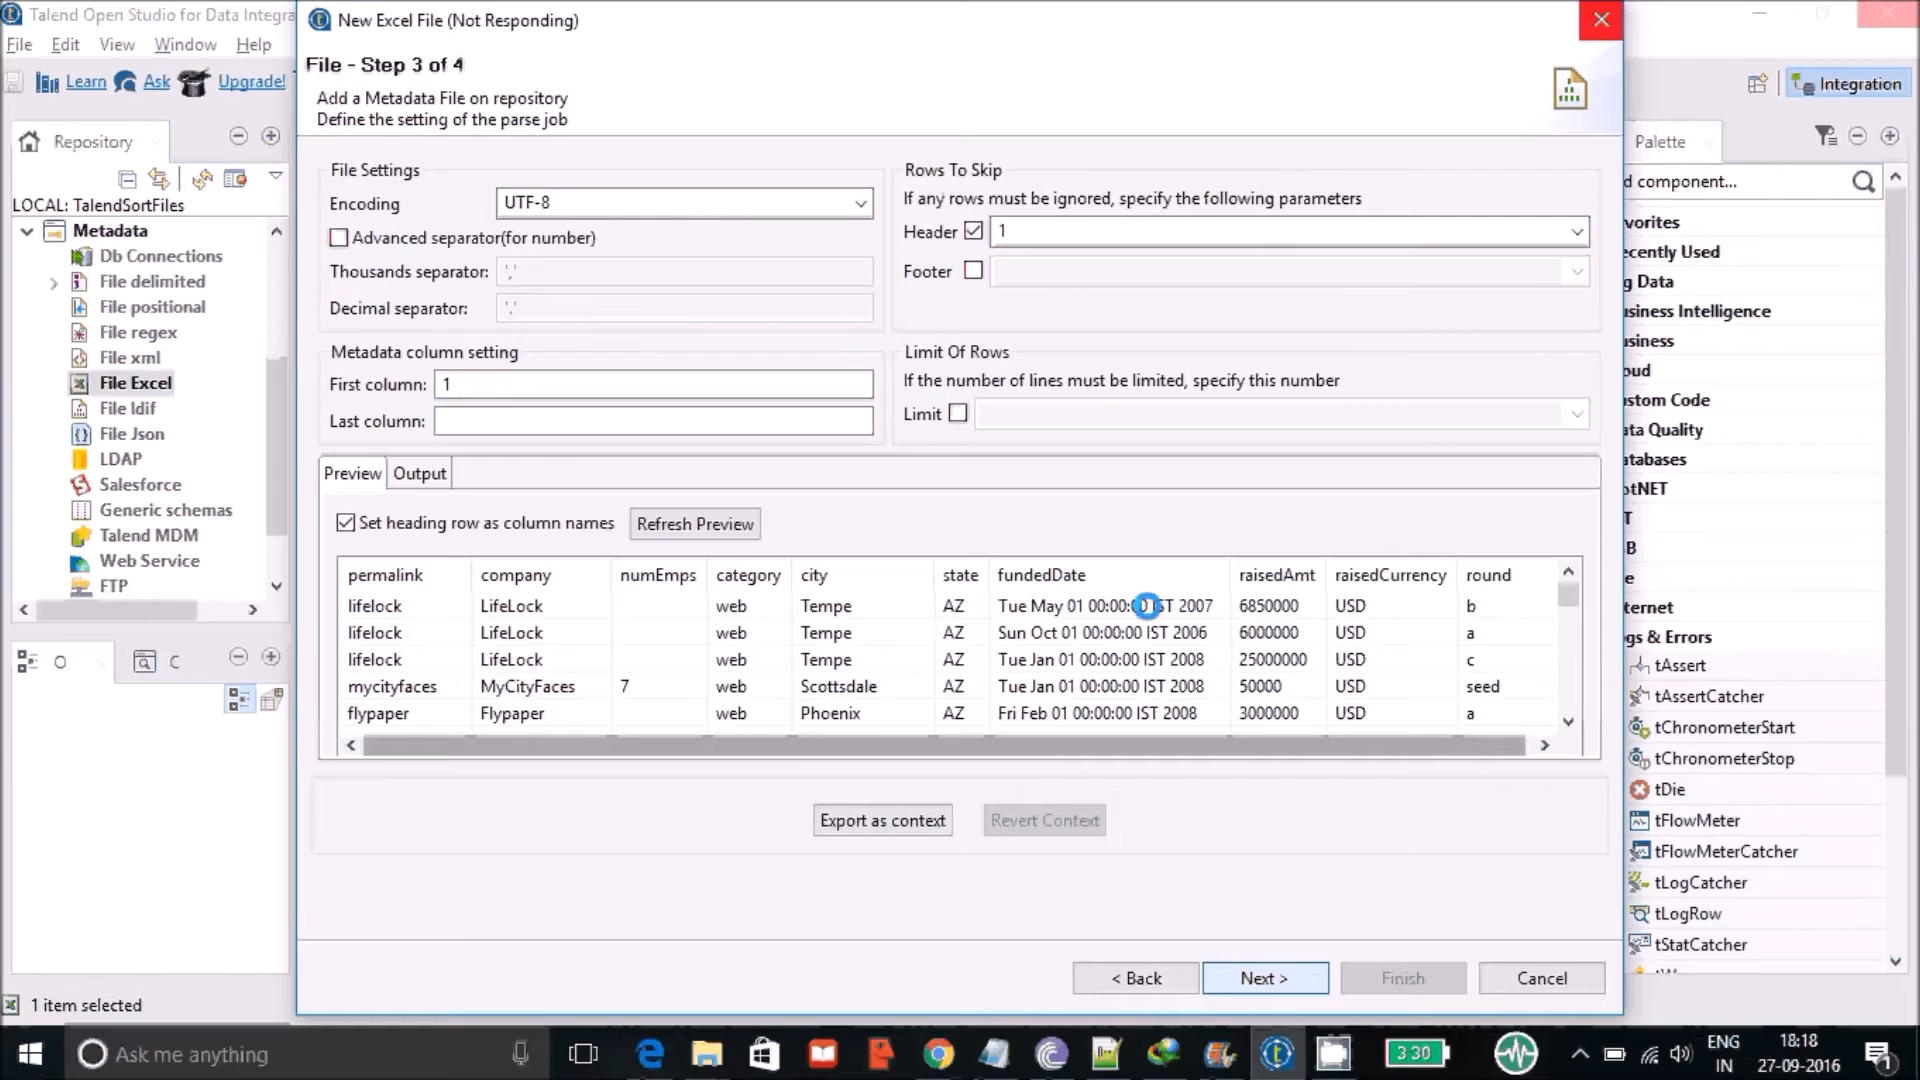 Talend Open Studio for Data Integra
New Excel File (Not Responding)
File Edit View Window Help
File - Step 3 of 4
Add a Metadata File on repository
Define the setting of the parse job
Learn Ask Upgrade!
Integration
Repository
Palette
LOCAL: TalendSortFiles
Metadata
Db Connections
File delimited
File positional
File regex
File xml
File Excel
File ldif
File Json
LDAP
Salesforce
Generic schemas
Talend MDM
Web Service
FTP
O
C
1 item selected
File Settings
Encoding UTF-8
Advanced separator(for number)
Thousands separator: ','
Decimal separator: '.'
Rows To Skip
If any rows must be ignored, specify the following parameters
Header 1
Footer
Metadata column setting
First column: 1
Last column:
Limit Of Rows
If the number of lines must be limited, specify this number
Limit
Preview Output
Set heading row as column names Refresh Preview
permalink company numEmps category city state fundedDate raisedAmt raisedCurrency round
lifelock LifeLock web Tempe AZ Tue May 01 00:00:00 IST 2007 6850000 USD b
lifelock LifeLock web Tempe AZ Sun Oct 01 00:00:00 IST 2006 6000000 USD a
lifelock LifeLock web Tempe AZ Tue Jan 01 00:00:00 IST 2008 25000000 USD c
mycityfaces MyCityFaces 7 web Scottsdale AZ Tue Jan 01 00:00:00 IST 2008 50000 USD seed
flypaper Flypaper web Phoenix AZ Fri Feb 01 00:00:00 IST 2008 3000000 USD a
Export as context Revert Context
< Back Next > Finish Cancel
d component...
vorites
ecently Used
g Data
usiness Intelligence
usiness
oud
ustom Code
ata Quality
atabases
otNET
T
B
e
ternet
gs & Errors
tAssert
tAssertCatcher
tChronometerStart
tChronometerStop
tDie
tFlowMeter
tFlowMeterCatcher
tLogCatcher
tLogRow
tStatCatcher
Ask me anything
3:30
ENG
IN
18:18
27-09-2016
1